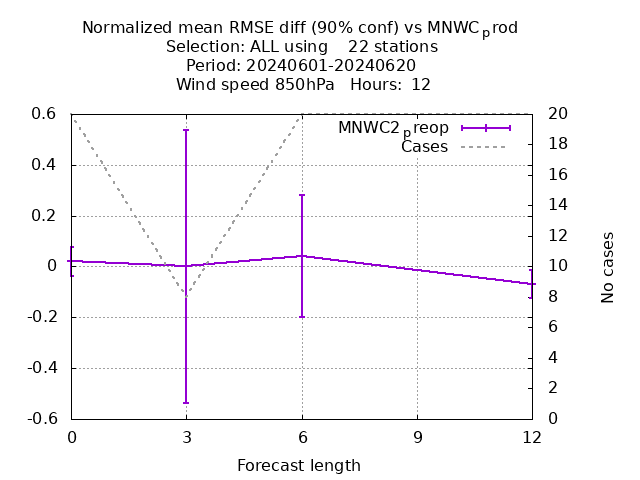 Normalized mean RMSE diff (90% conf) vs MNWCprod
Selection: ALL using    22 stations
Period: 20240601-20240620
Wind speed 850hPa   Hours: 12
MNWC2preop
Cases
0.6
0.4
0.2
0
-0.2
-0.4
-0.6
20
18
16
14
12
10
8
6
4
2
0
No cases
0 3 6 9 12
Forecast length